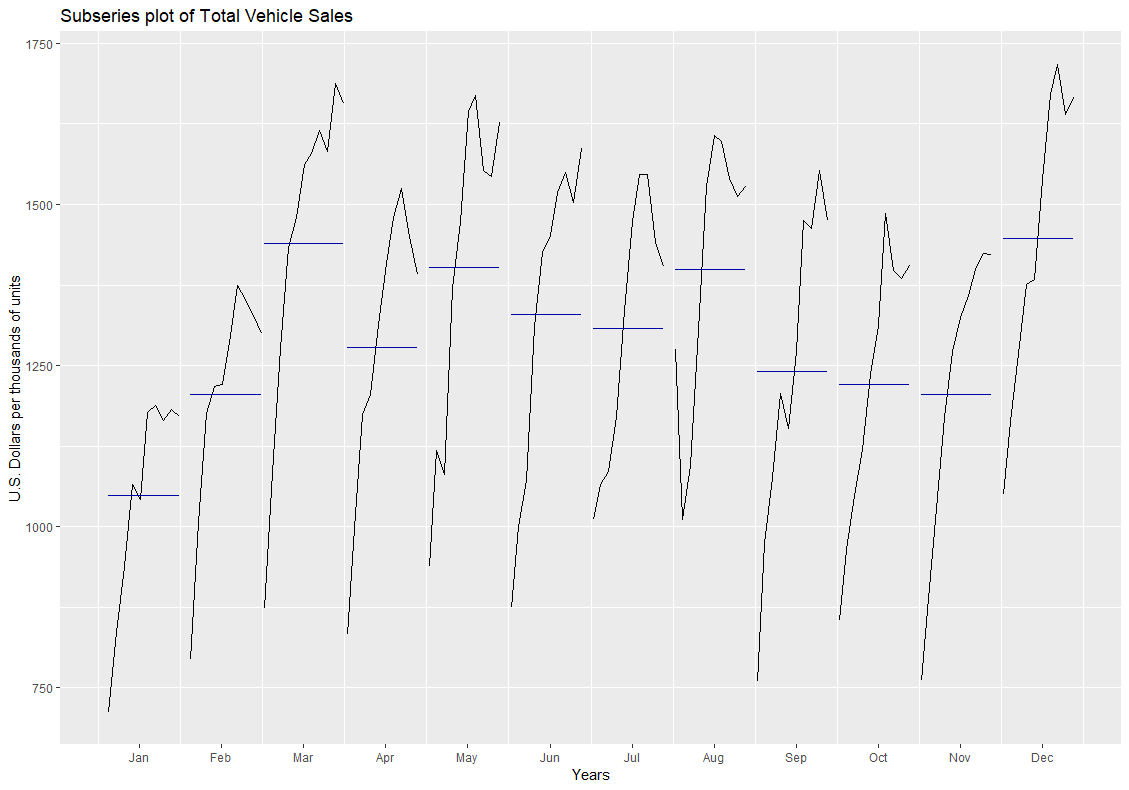 Subseries plot of Total Vehicle Sales
U.S. Dollars per thousands of units
1750
1500
1250
1000
750
Jan Feb Mar Apr May Jun Jul Aug Sep Oct Nov Dec
Years